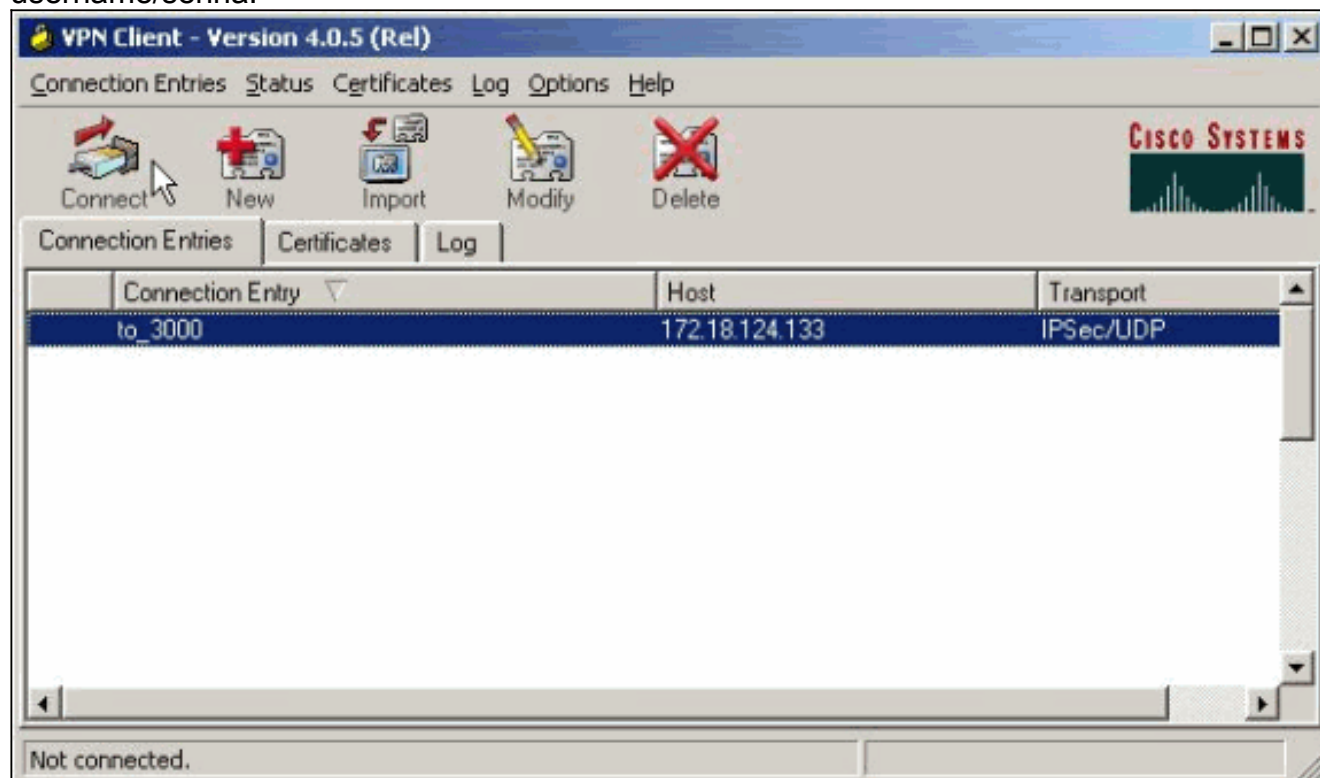 username/senha.
VPN Client - Version 4.0.5 (Rel)
Connection Entries Status Certificates Log Options Help
Connect New Import Modify Delete
CISCO SYSTEMS
Connection Entries Certificates Log
Connection Entry Host Transport
to_3000 172.18.124.133 IPSec/UDP
Not connected.